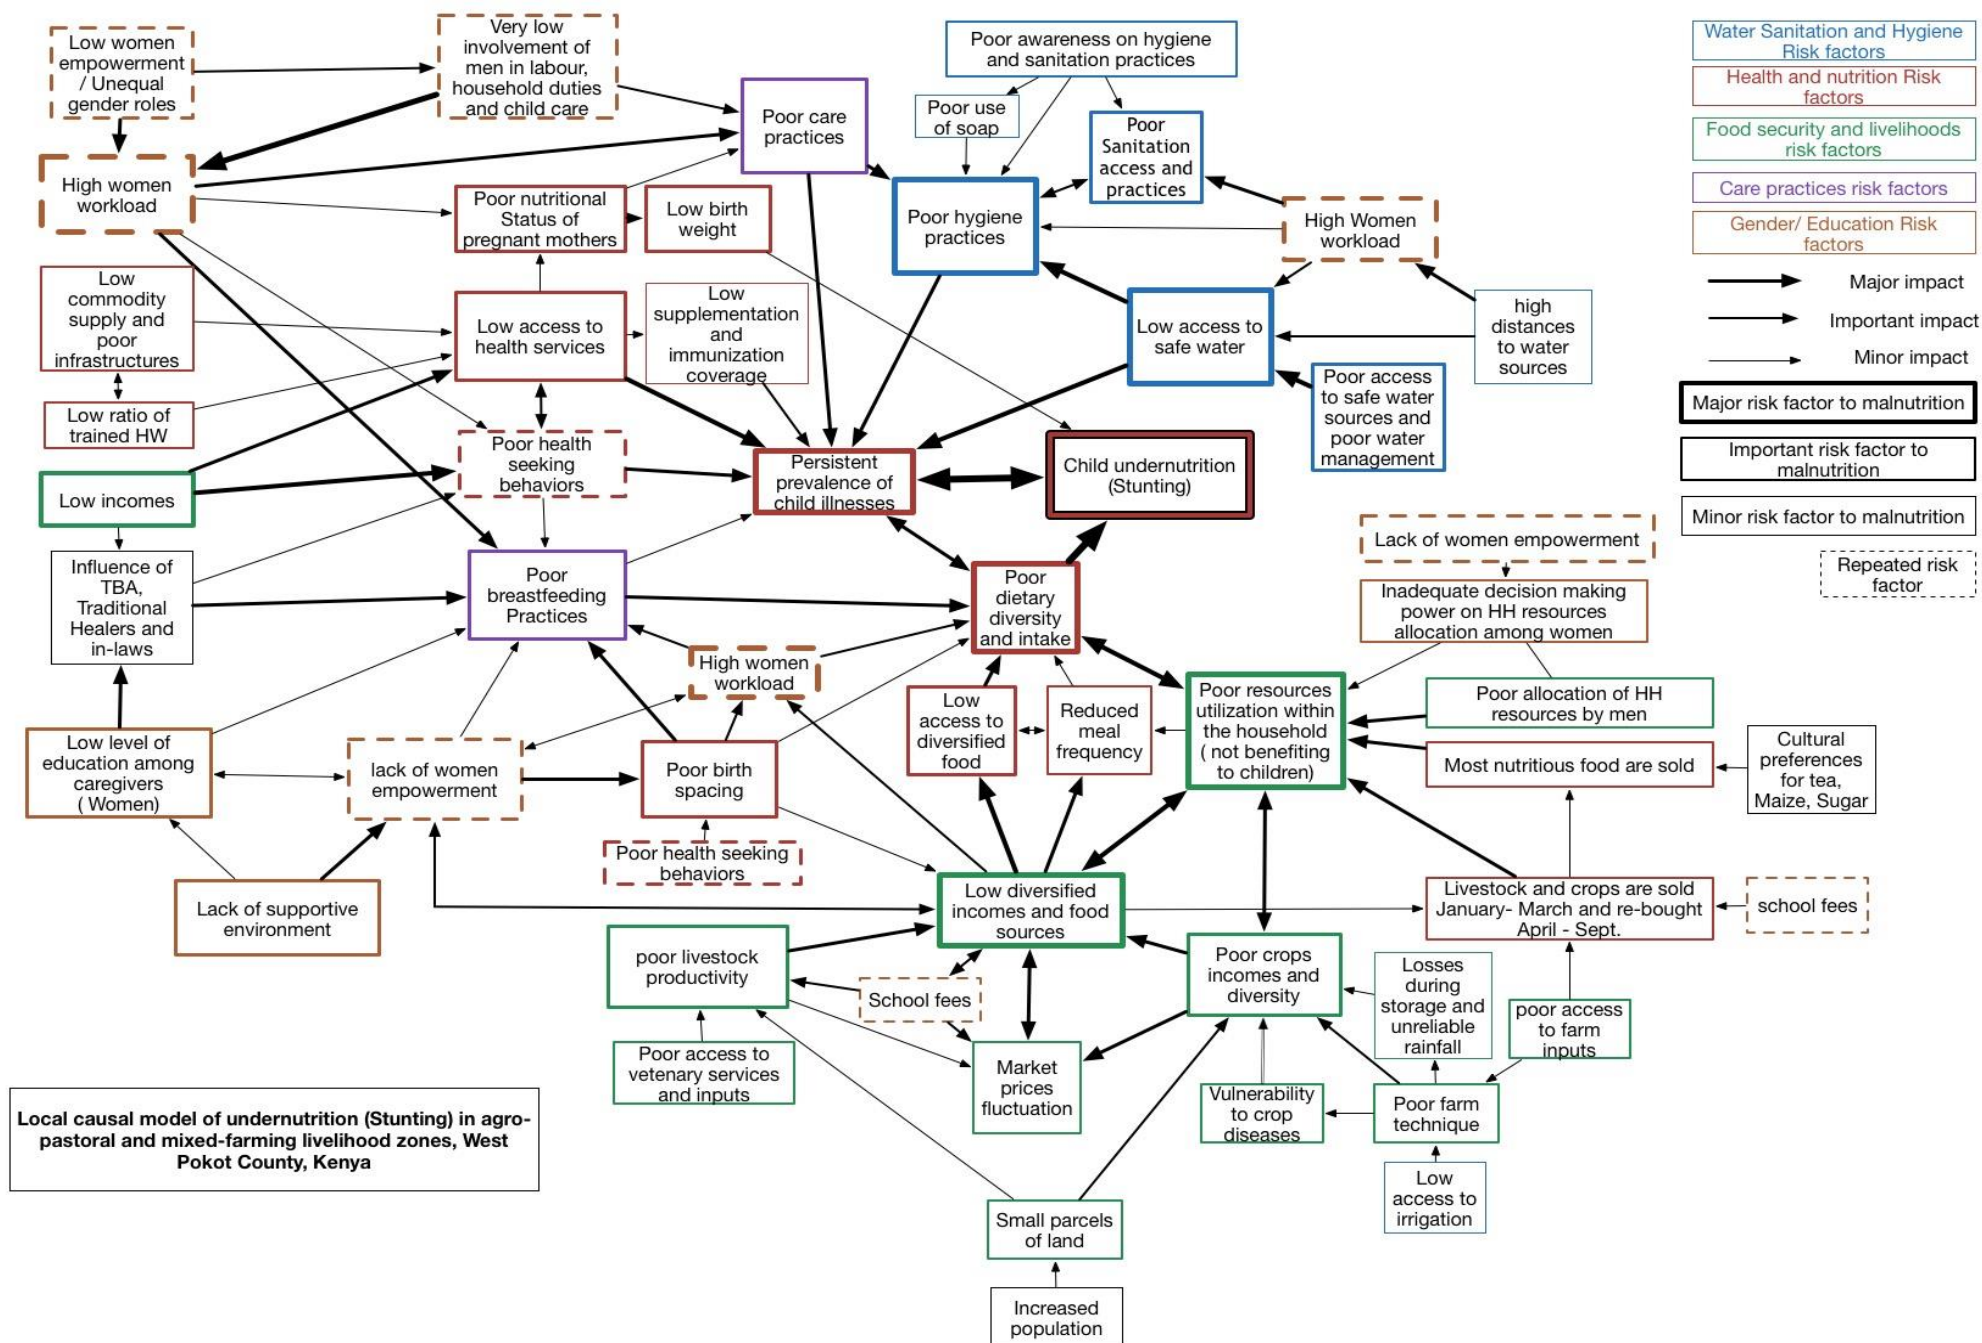 Low women
empowerment
/ Unequal
gender roles
Very low
involvement of
men in labour,
household duties
and child care
Poor care
practices
Poor awareness on hygiene
and sanitation practices
Poor use
of soap
Poor
Sanitation
access and
practices
Water Sanitation and Hygiene
Risk factors
Health and nutrition Risk
factors
Food security and livelihoods
risk factors
Care practices risk factors
Gender/ Education Risk
factors
Major impact
Important impact
Minor impact
Major risk factor to malnutrition
Important risk factor to
malnutrition
Minor risk factor to malnutrition
Repeated risk
factor
High women
workload
Poor nutritional
Status of
pregnant mothers
Low birth
weight
Poor hygiene
practices
High Women
workload
Low
commodity
supply and
poor
infrastructures
Low access to
health services
Low
supplementation
and
immunization
coverage
Low access to
safe water
high
distances
to water
sources
Low ratio of
trained HW
Poor access
to safe water
sources and
poor water
management
Low incomes
Poor health
seeking
behaviors
Persistent
prevalence of
child illnesses
Child undernutrition
(Stunting)
Influence of
TBA,
Traditional
Healers and
in-laws
Poor
breastfeeding
Practices
Poor
dietary
diversity
and intake
Lack of women empowerment
Inadequate decision making
power on HH resources
allocation among women
High women
workload
Low
access to
diversified
food
Reduced
meal
frequency
Poor resources
utilization within
the household
( not benefiting
to children)
Poor allocation of HH
resources by men
Most nutritious food are sold
Cultural
preferences
for tea,
Maize, Sugar
Low level of
education among
caregivers
( Women)
lack of women
empowerment
Poor birth
spacing
Poor health seeking
behaviors
Lack of supportive
environment
Low diversified
incomes and food
sources
Livestock and crops are sold
January- March and re-bought
April - Sept.
school fees
poor livestock
productivity
School fees
Poor crops
incomes and
diversity
Losses
during
storage and
unreliable
rainfall
poor access
to farm
inputs
Poor access to
vetenary services
and inputs
Market
prices
fluctuation
Vulnerability
to crop
diseases
Poor farm
technique
Low
access to
irrigation
Local causal model of undernutrition (Stunting) in agro-
pastoral and mixed-farming livelihood zones, West
Pokot County, Kenya
Small parcels
of land
Increased
population